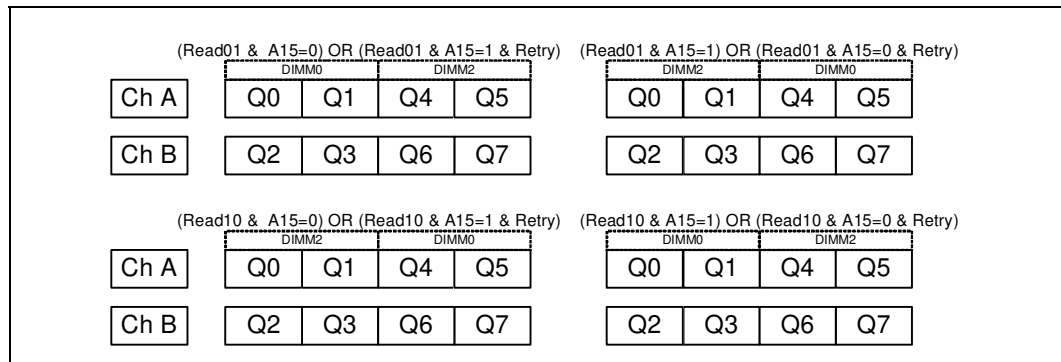 (Read01 & A15=0) OR (Read01 & A15=1 & Retry) (Read01 & A15=1) OR (Read01 & A15=0 & Retry)
DIMM0 DIMM2 DIMM2 DIMM0
Ch A Q0 Q1 Q4 Q5 Q0 Q1 Q4 Q5
Ch B Q2 Q3 Q6 Q7 Q2 Q3 Q6 Q7
(Read10 & A15=0) OR (Read10 & A15=1 & Retry) (Read10 & A15=1) OR (Read10 & A15=0 & Retry)
DIMM2 DIMM0 DIMM0 DIMM2
Ch A Q0 Q1 Q4 Q5 Q0 Q1 Q4 Q5
Ch B Q2 Q3 Q6 Q7 Q2 Q3 Q6 Q7